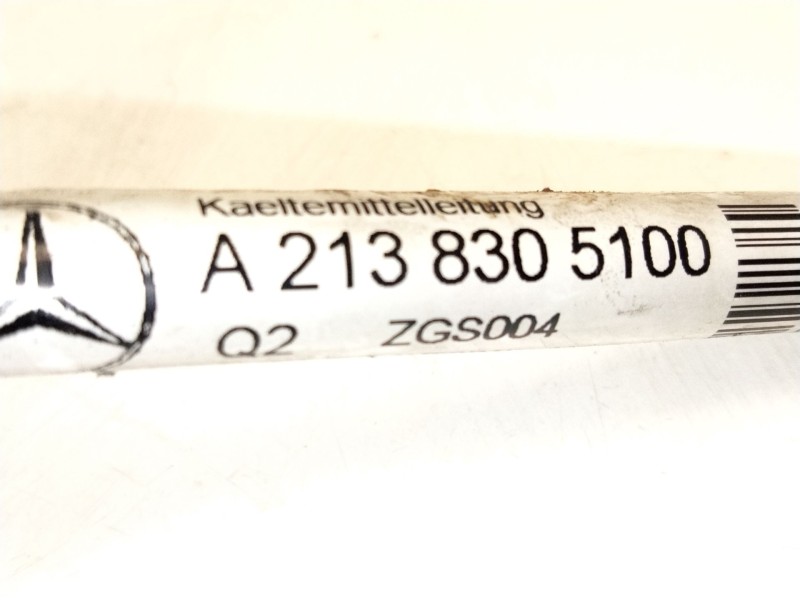 Kaeltemittelleitung
A 213 830 5100
Q2 ZGS004